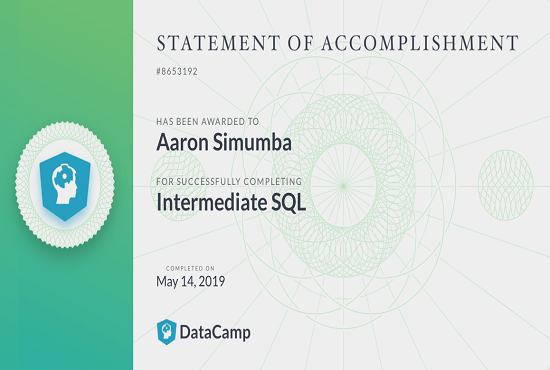 STATEMENT OF ACCOMPLISHMENT
#8653192
HAS BEEN AWARDED TO
Aaron Simumba
FOR SUCCESSFULLY COMPLETING
Intermediate SQL
COMPLETED ON
May 14, 2019
DataCamp